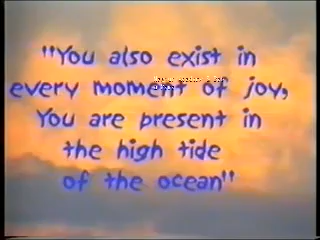 "You also exist in
every moment of joy,
You are present in
the high tide
of the ocean"